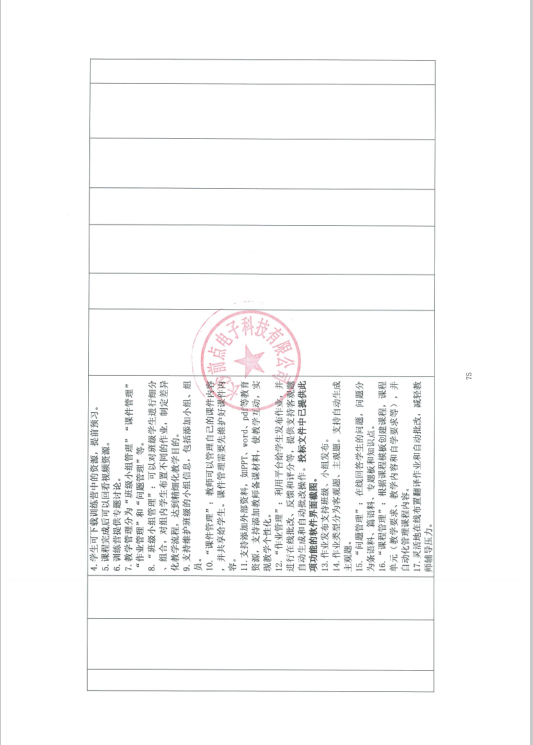 4. 学生可下载训练营中的资源，提前预习。
5. 课程完成后可以回看视频资源。
6. 训练营提供专题讨论。
7. 教学管理分为“班级小组管理”“课件管理”
“作业管理”和“问题管理”等。
8. “班级小组管理”：可以对班级学生进行细分
、组合，对组内学生布置不同的作业，制定差异
化教学流程，达到精细化教学目的。
9. 支持维护班级的小组信息，包括添加小组、组
员。
10. “课件管理”：教师可以管理自己的课件内容
，并共享给学生，课件管理需要先维护好课件内
容。
11. 支持添加外部资料，如PPT、word、pdf等教育
资源，支持添加教师备课材料，使教学互动，实
现教学个性化。
12. “作业管理”：利用平台给学生发布作业，并
进行在线批改、反馈和评分等，提供支持客观题
自动生成和自动批改操作。投标文件中已提供此
项功能的软件界面截图。
13. 作业发布支持班级、小组发布。
14. 作业类型分为客观题、主观题，支持自动生成
主观题。
15. “问题管理”：在线回答学生的问题，问题分
为条语料、篇语料、专题板和知识点。
16. “课程管理”：根据课程模板创建课程，课程
单元（教学要求、教学内容和自学要求等），并
自动化管理课程内容。
17. 灵活地在线布置翻译作业和自动批改，减轻教
师辅导压力。
点电子科技有限公司
75